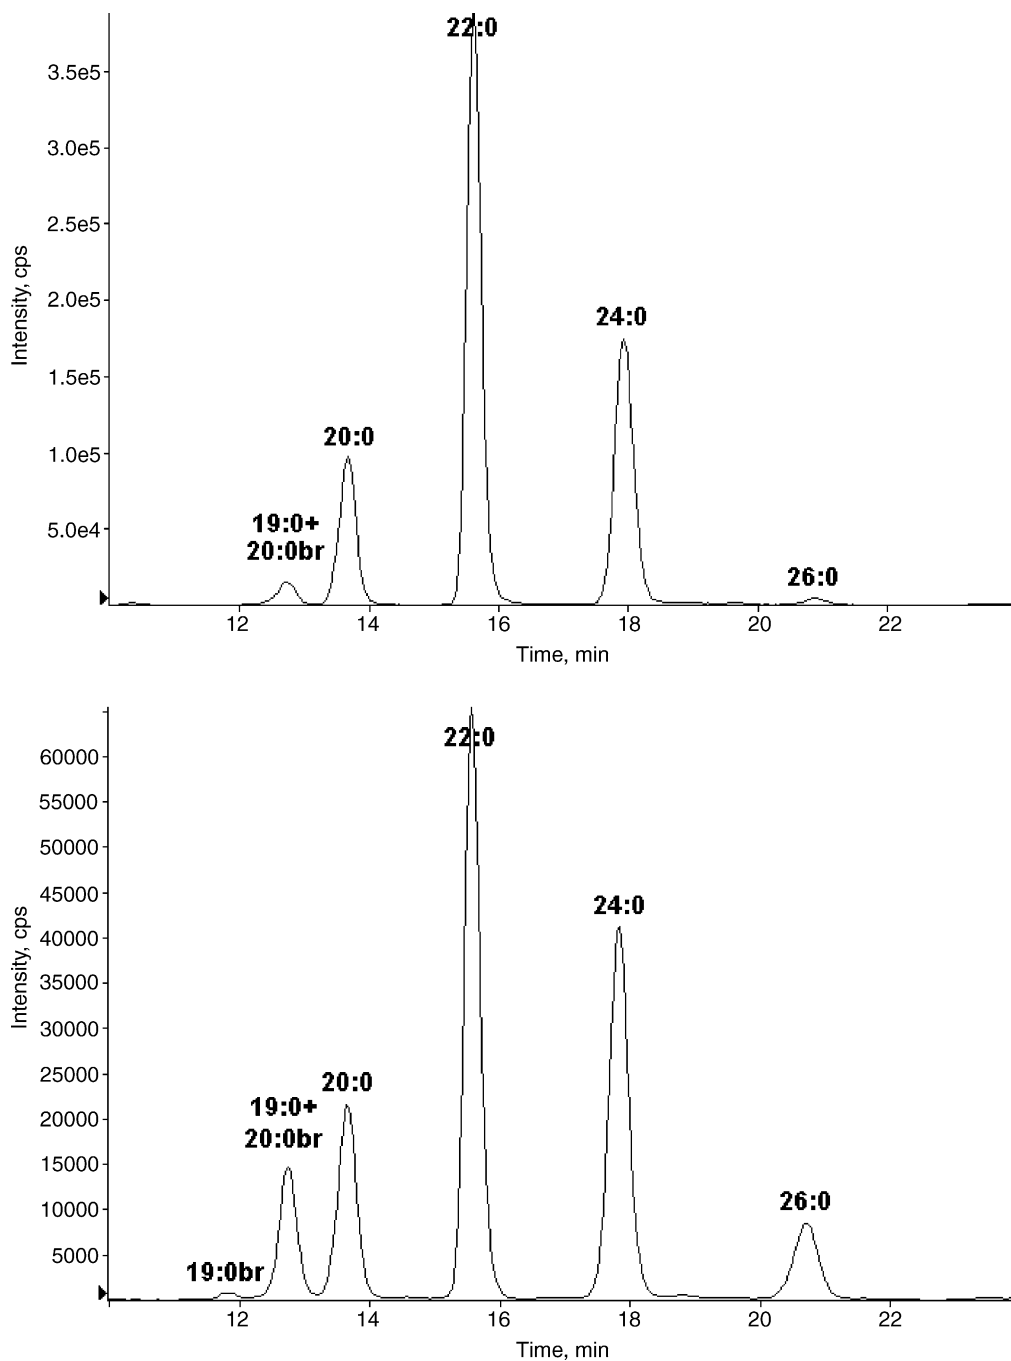 22:0
3.5e5
3.0e5
2.5e5
2.0e5
1.5e5
1.0e5
5.0e4
Intensity, cps
24:0
20:0
19:0+
20:0br
26:0
12 14 16 18 20 22
Time, min
22:0
60000
55000
50000
45000
40000
35000
30000
25000
20000
15000
10000
5000
Intensity, cps
24:0
20:0
19:0+
20:0br
26:0
19:0br
12 14 16 18 20 22
Time, min